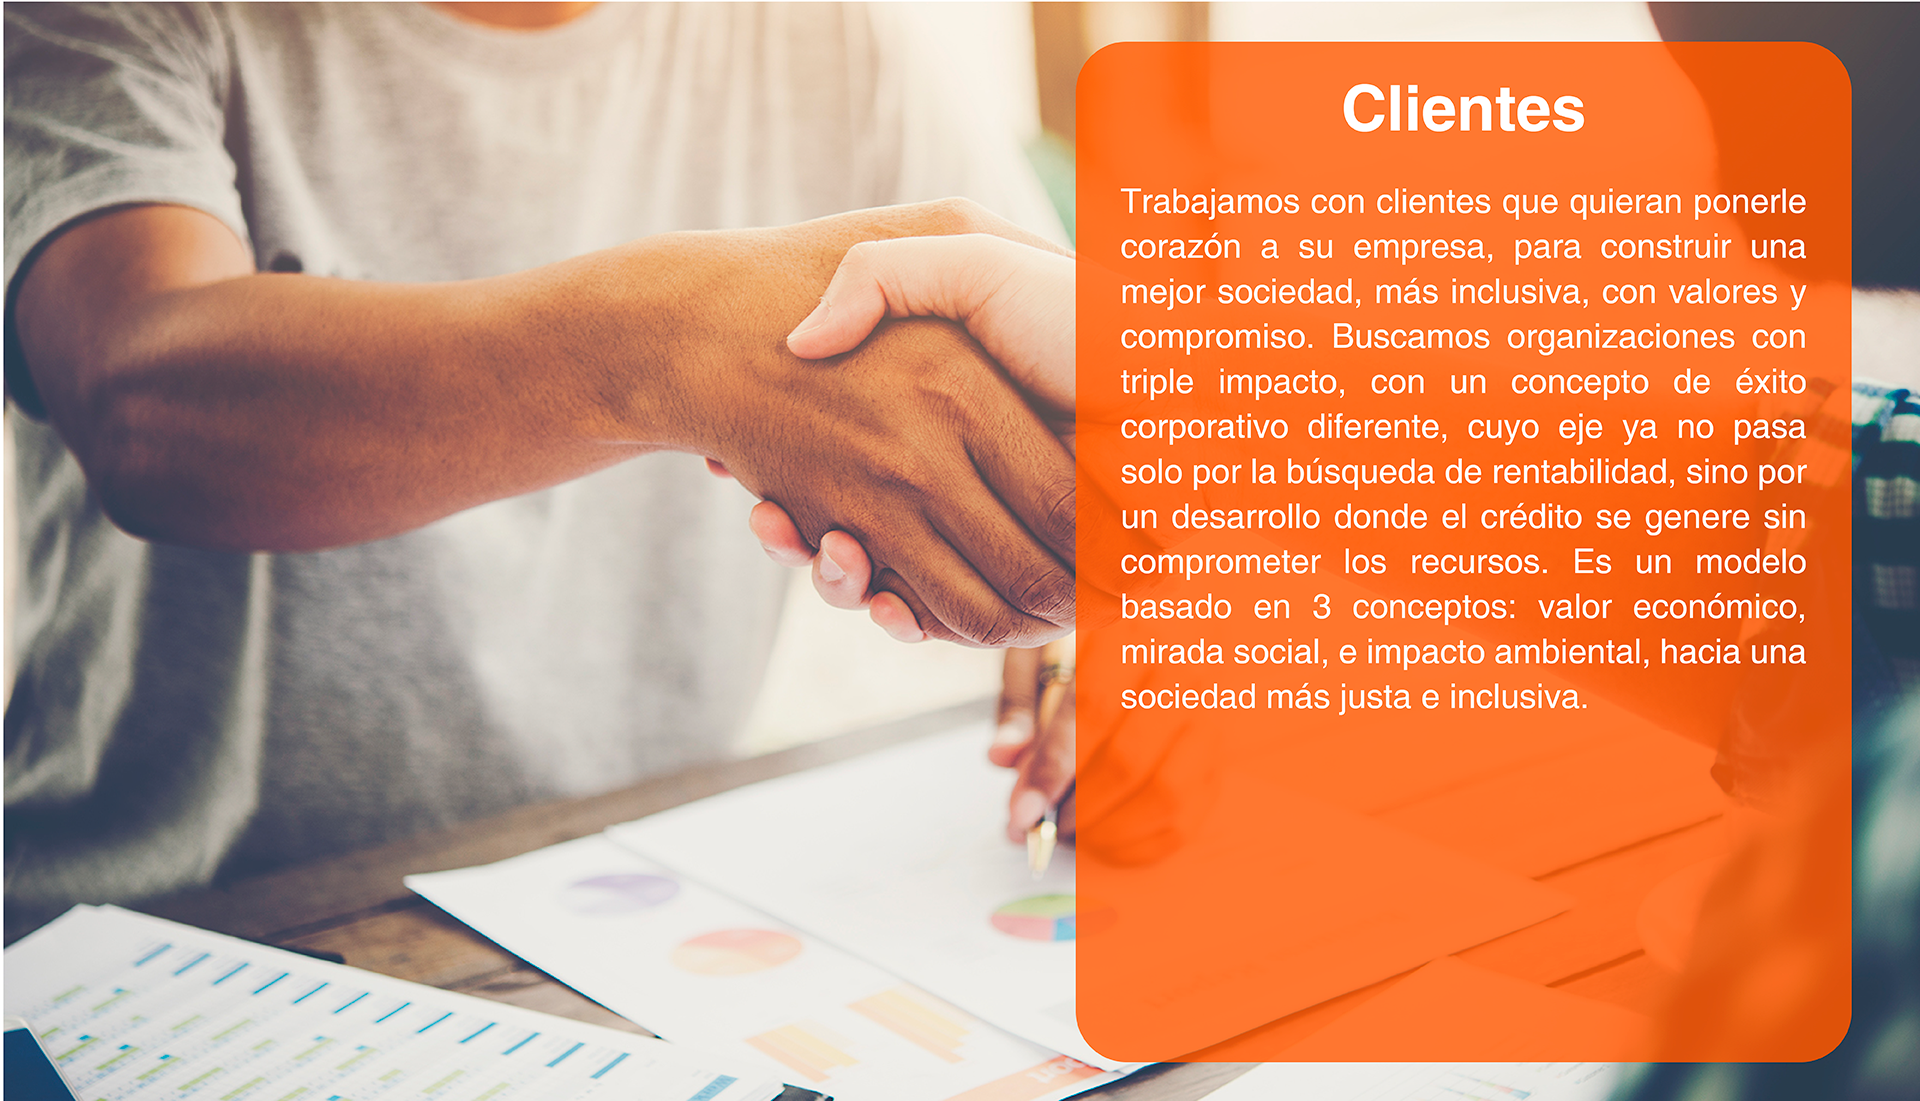 Clientes
Trabajamos con clientes que quieran ponerle
corazón a su empresa, para construir una
mejor sociedad, más inclusiva, con valores y
compromiso. Buscamos organizaciones con
triple impacto, con un concepto de éxito
corporativo diferente, cuyo eje ya no pasa
solo por la búsqueda de rentabilidad, sino por
un desarrollo donde el crédito se genere sin
comprometer los recursos. Es un modelo
basado en 3 conceptos: valor económico,
mirada social, e impacto ambiental, hacia una
sociedad más justa e inclusiva.